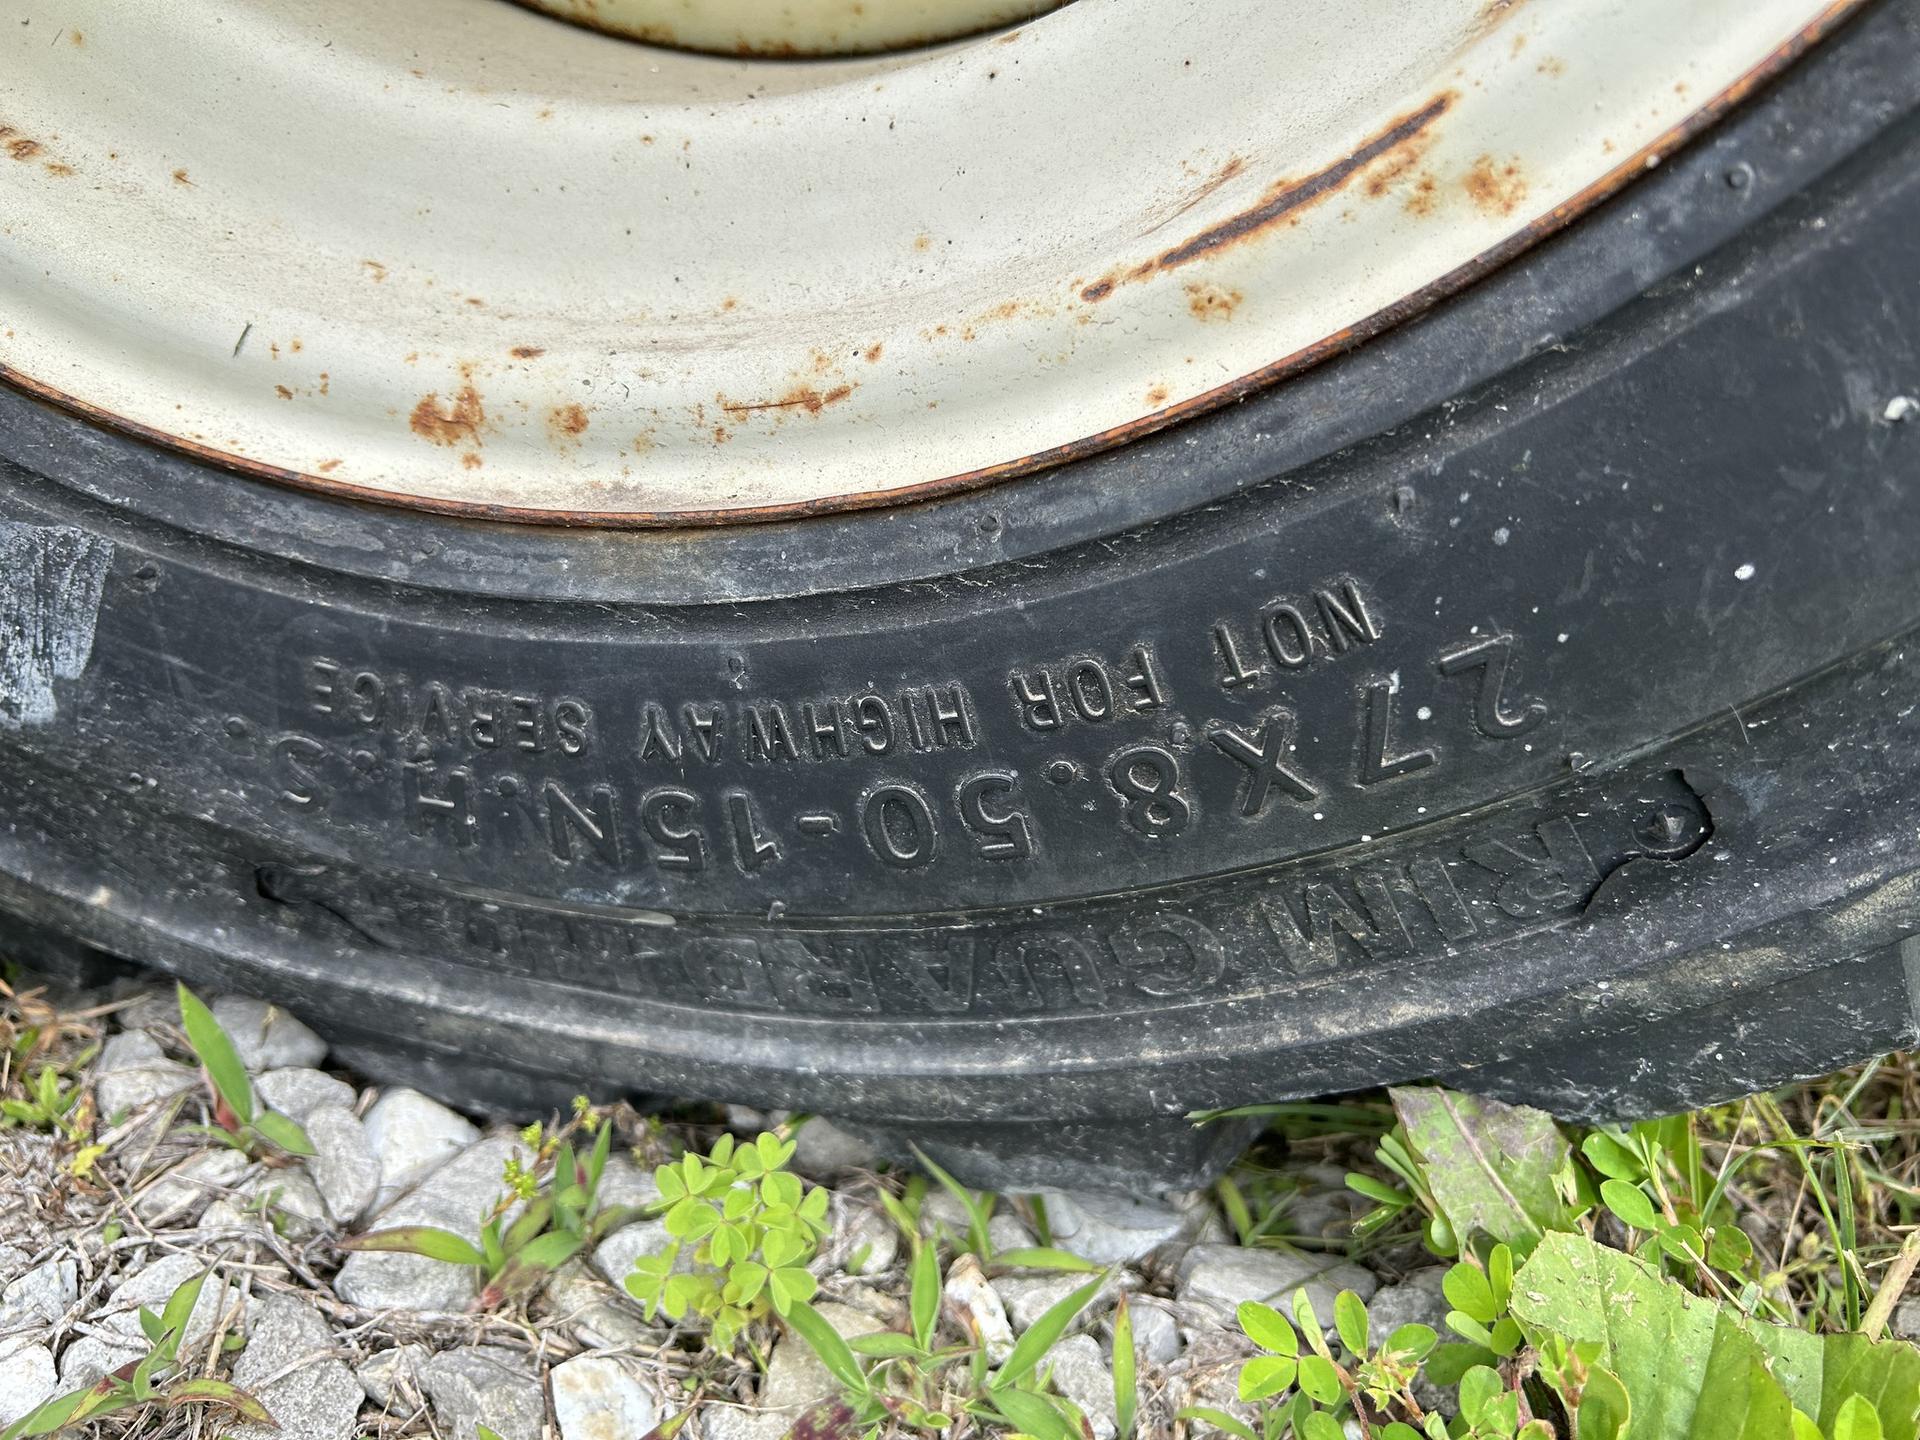 RIM GUARD
27X8.50-15N.H.S.
NOT FOR HIGHWAY SERVICE